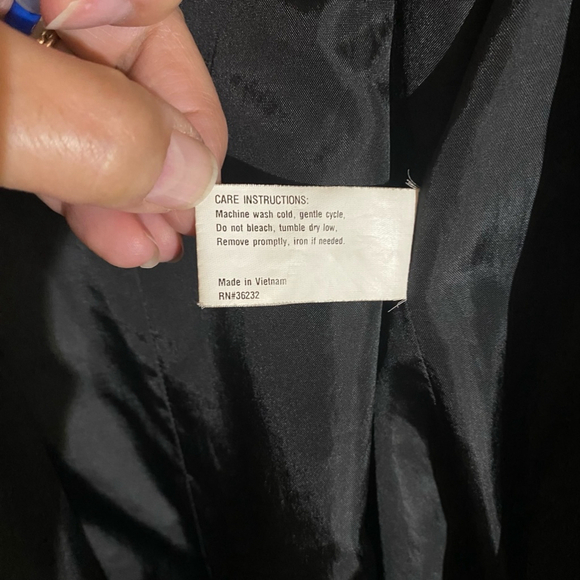 CARE INSTRUCTIONS:
Machine wash cold, gentle cycle,
Do not bleach, tumble dry low,
Remove promptly, iron if needed.
Made in Vietnam
RN#36232